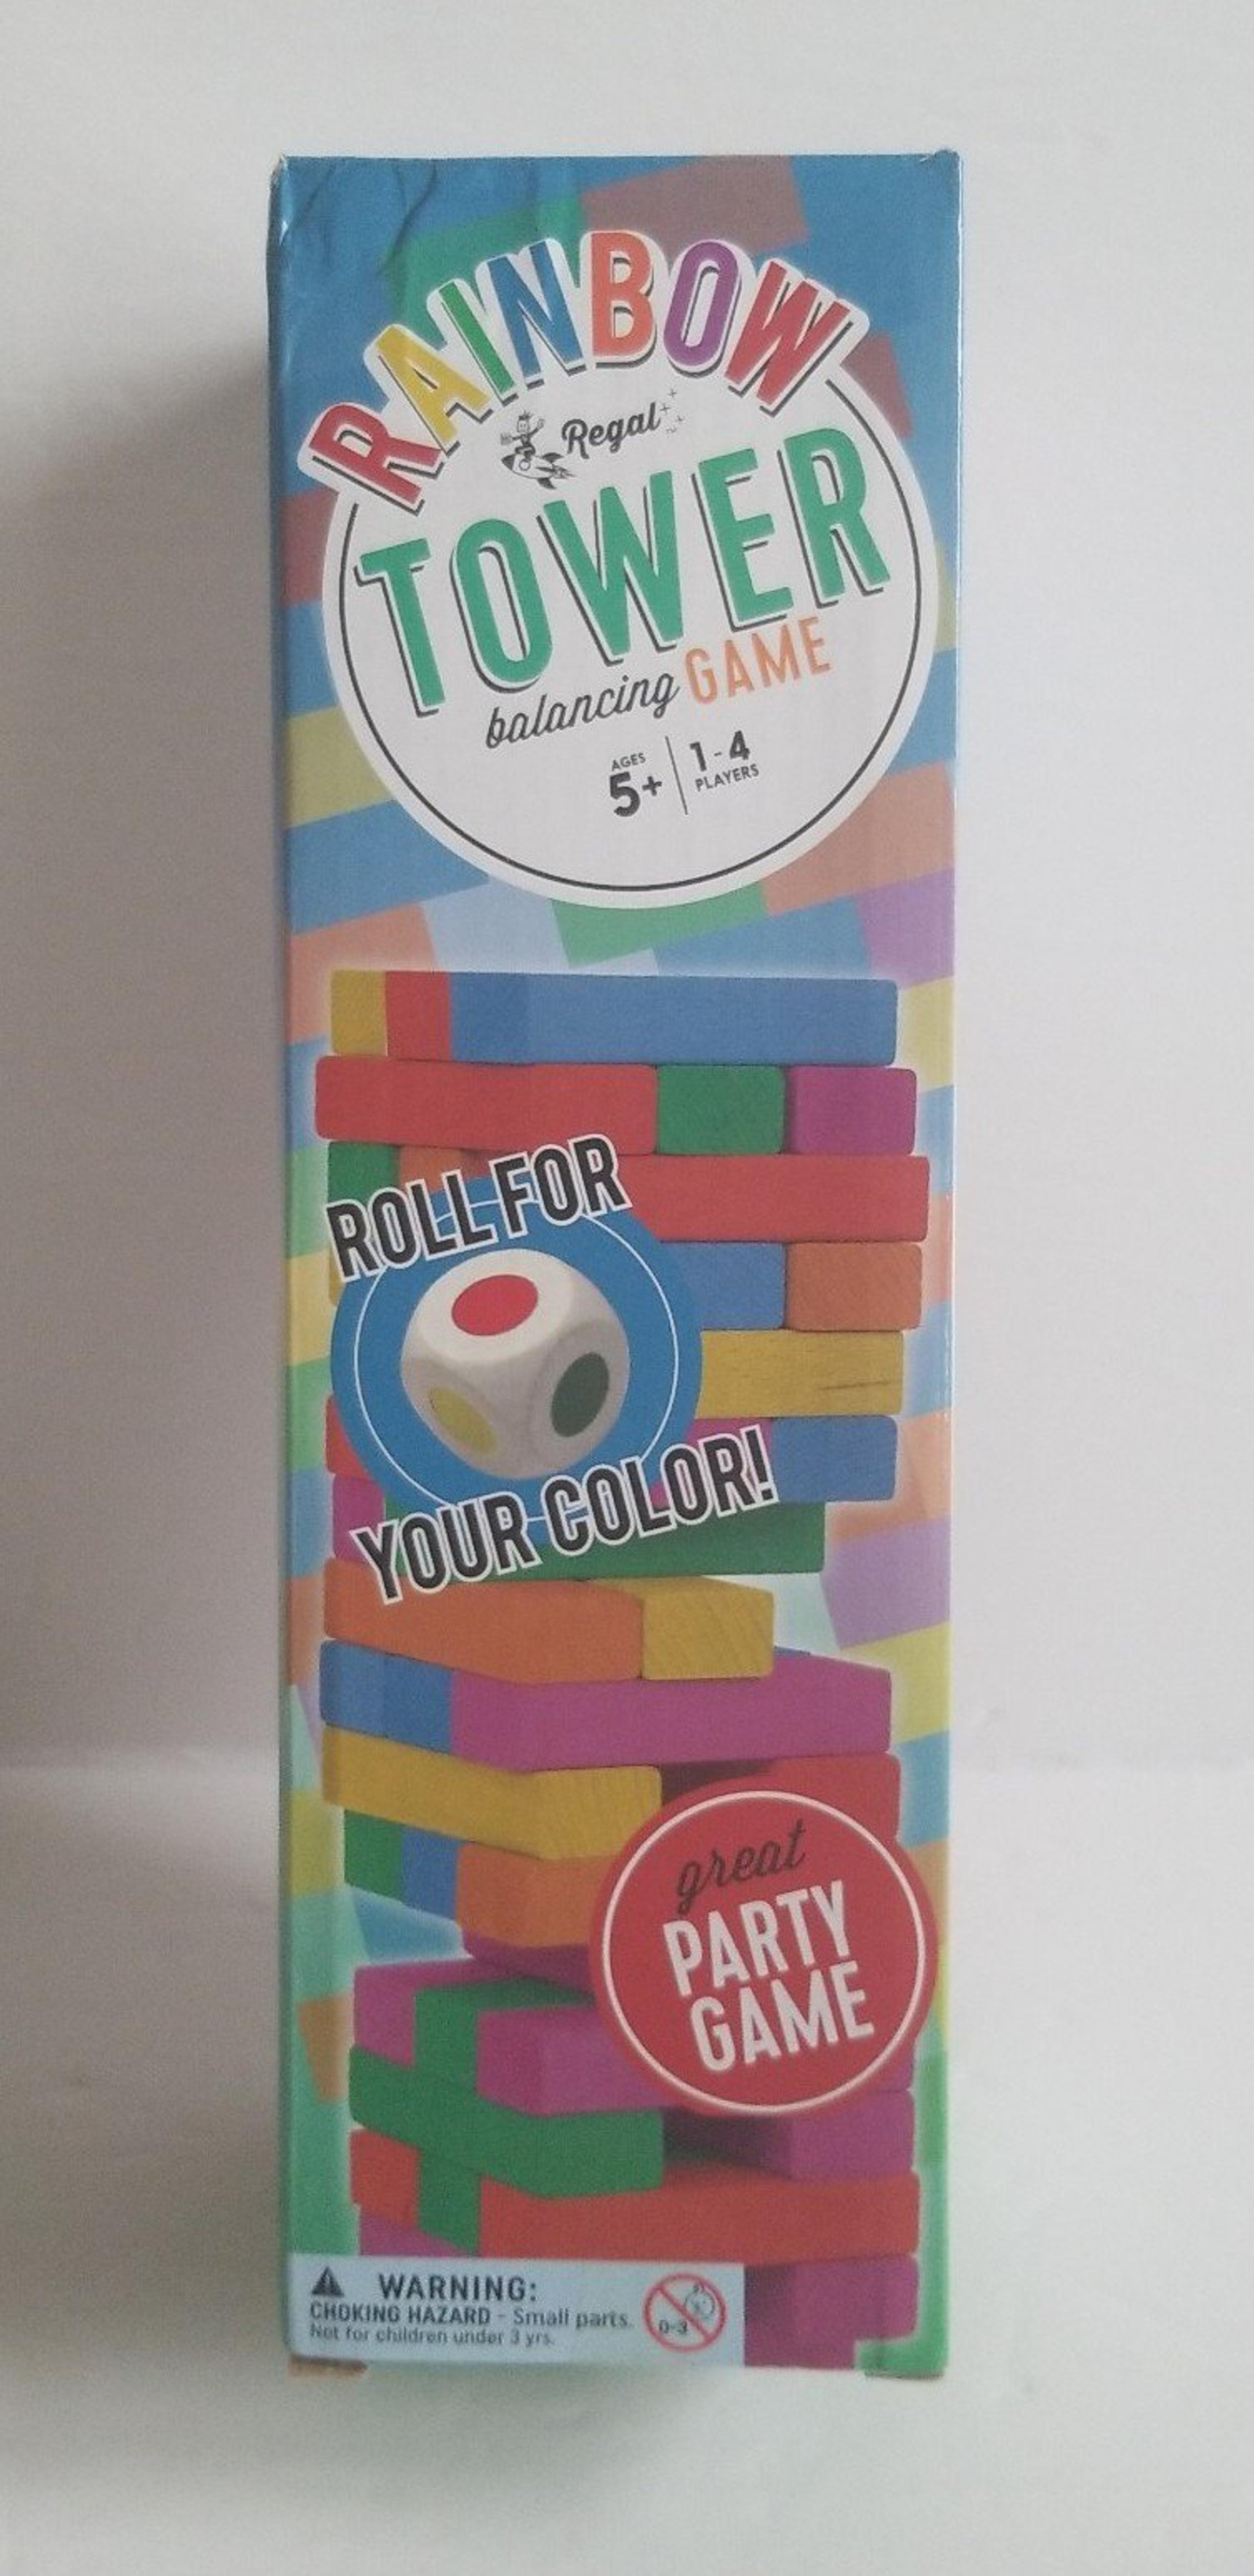 RAINBOW
Regal
TOWER
balancing GAME
AGES
5+
1-4
PLAYERS
ROLL FOR
YOUR COLOR!
great
PARTY
GAME
WARNING:
CHOKING HAZARD - Small parts.
Not for children under 3 yrs.
0-3